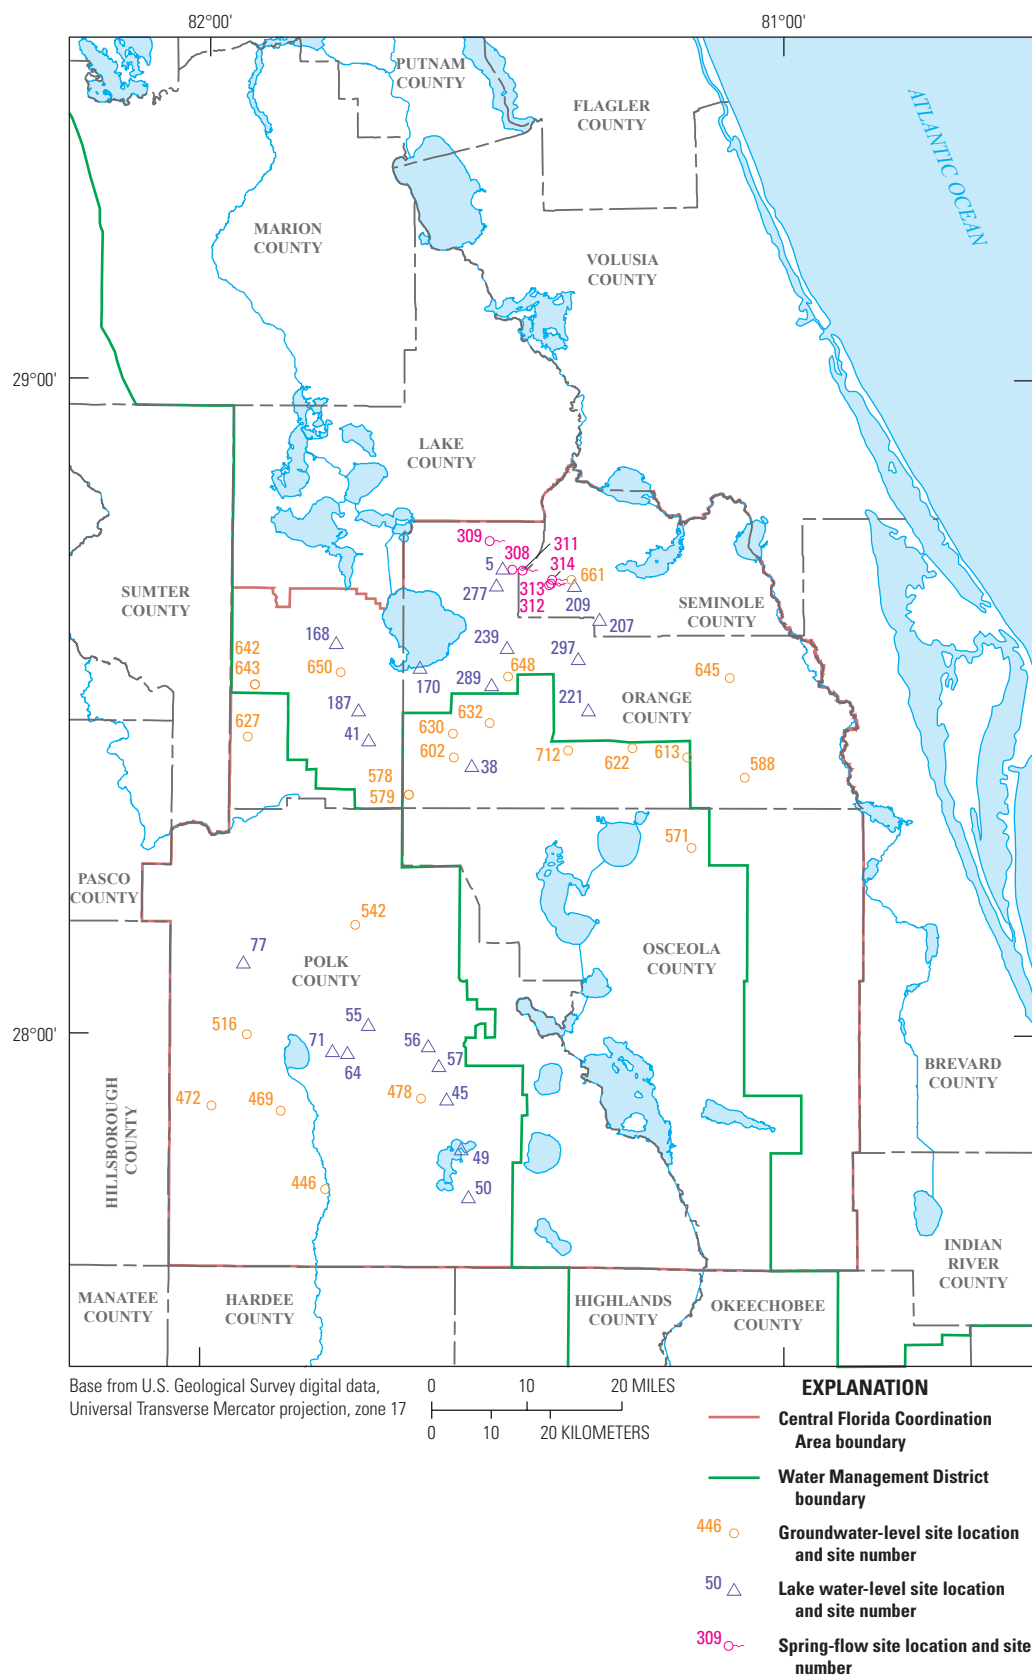 82°00'
81°00'
PUTNAM
COUNTY
FLAGLER
COUNTY
ATLANTIC OCEAN
MARION
COUNTY
VOLUSIA
COUNTY
29°00'
LAKE
COUNTY
309
308
311
5
314
661
277
313
312
SUMTER
COUNTY
209
SEMINOLE
COUNTY
207
168
239
642
297
650
648
643
645
170
289
187
ORANGE
COUNTY
221
632
627
630
41
602
712
622
613
38
588
578
579
571
PASCO
COUNTY
542
77
POLK
COUNTY
OSCEOLA
COUNTY
55
516
28°00'
71
56
64
57
BREVARD
COUNTY
472
469
478
45
HILLSBOROUGH
COUNTY
49
446
50
INDIAN
RIVER
COUNTY
MANATEE
COUNTY
HARDEE
COUNTY
HIGHLANDS
COUNTY
OKEECHOBEE
COUNTY
Base from U.S. Geological Survey digital data,
Universal Transverse Mercator projection, zone 17
0 10 20 MILES
0 10 20 KILOMETERS
EXPLANATION
Central Florida Coordination
Area boundary
Water Management District
boundary
446
Groundwater-level site location
and site number
50
Lake water-level site location
and site number
309
Spring-flow site location and site
number